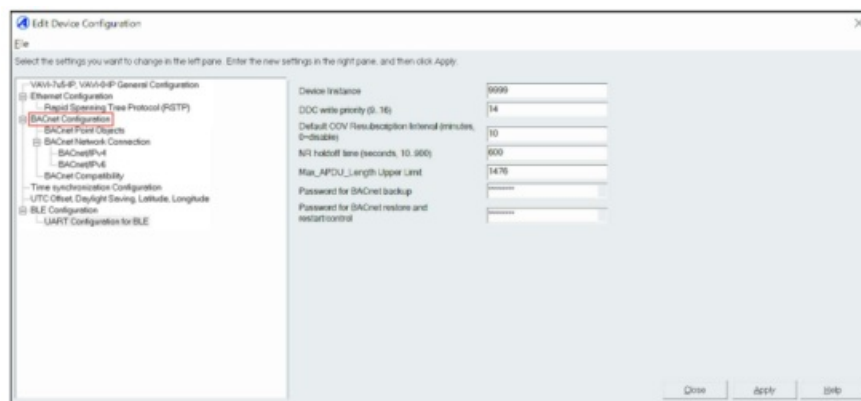 Edit Device Configuration
File
Select the settings you want to change in the left pane. Enter the new settings in the right pane, and then click Apply.
General Configuration
Ethernet Configuration
Rapid Spanning Tree Protocol (RSTP)
BACnet Configuration
BACnet Point Objects
BACnet Network Connection
BACnet/IPv4
BACnet/IPv6
BACnet Compatibility
Time synchronization Configuration
UTC Offset, Daylight Saving, Latitude, Longitude
BLE Configuration
UART Configuration for BLE
Device Instance
9999
DDC write priority (9..16)
14
Default COV Resubscription Interval (minutes,
0=disable)
10
NR holdoff time (seconds, 10..900)
600
Max_APDU_Length Upper Limit
1476
Password for BACnet backup
********
Password for BACnet restore and
restart control
********
Close
Apply
Help